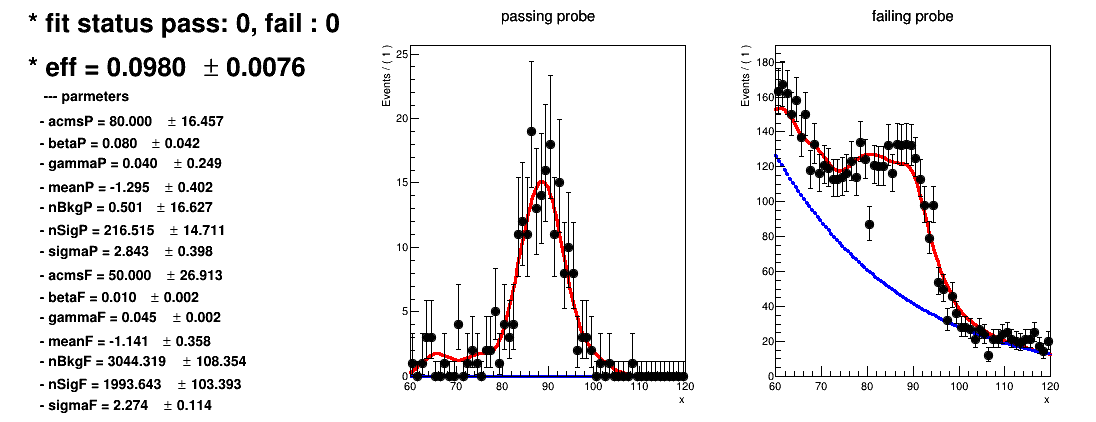 * fit status pass: 0, fail : 0
* eff = 0.0980 ± 0.0076
--- parmeters
- acmsP = 80.000 ± 16.457
- betaP = 0.080 ± 0.042
- gammaP = 0.040 ± 0.249
- meanP = -1.295 ± 0.402
- nBkgP = 0.501 ± 16.627
- nSigP = 216.515 ± 14.711
- sigmaP = 2.843 ± 0.398
- acmsF = 50.000 ± 26.913
- betaF = 0.010 ± 0.002
- gammaF = 0.045 ± 0.002
- meanF = -1.141 ± 0.358
- nBkgF = 3044.319 ± 108.354
- nSigF = 1993.643 ± 103.393
- sigmaF = 2.274 ± 0.114
passing probe
Events / ( 1 )
25
20
15
10
5
0
60 70 80 90 100 110 120
x
failing probe
Events / ( 1 )
180
160
140
120
100
80
60
40
20
0
60 70 80 90 100 110 120
x